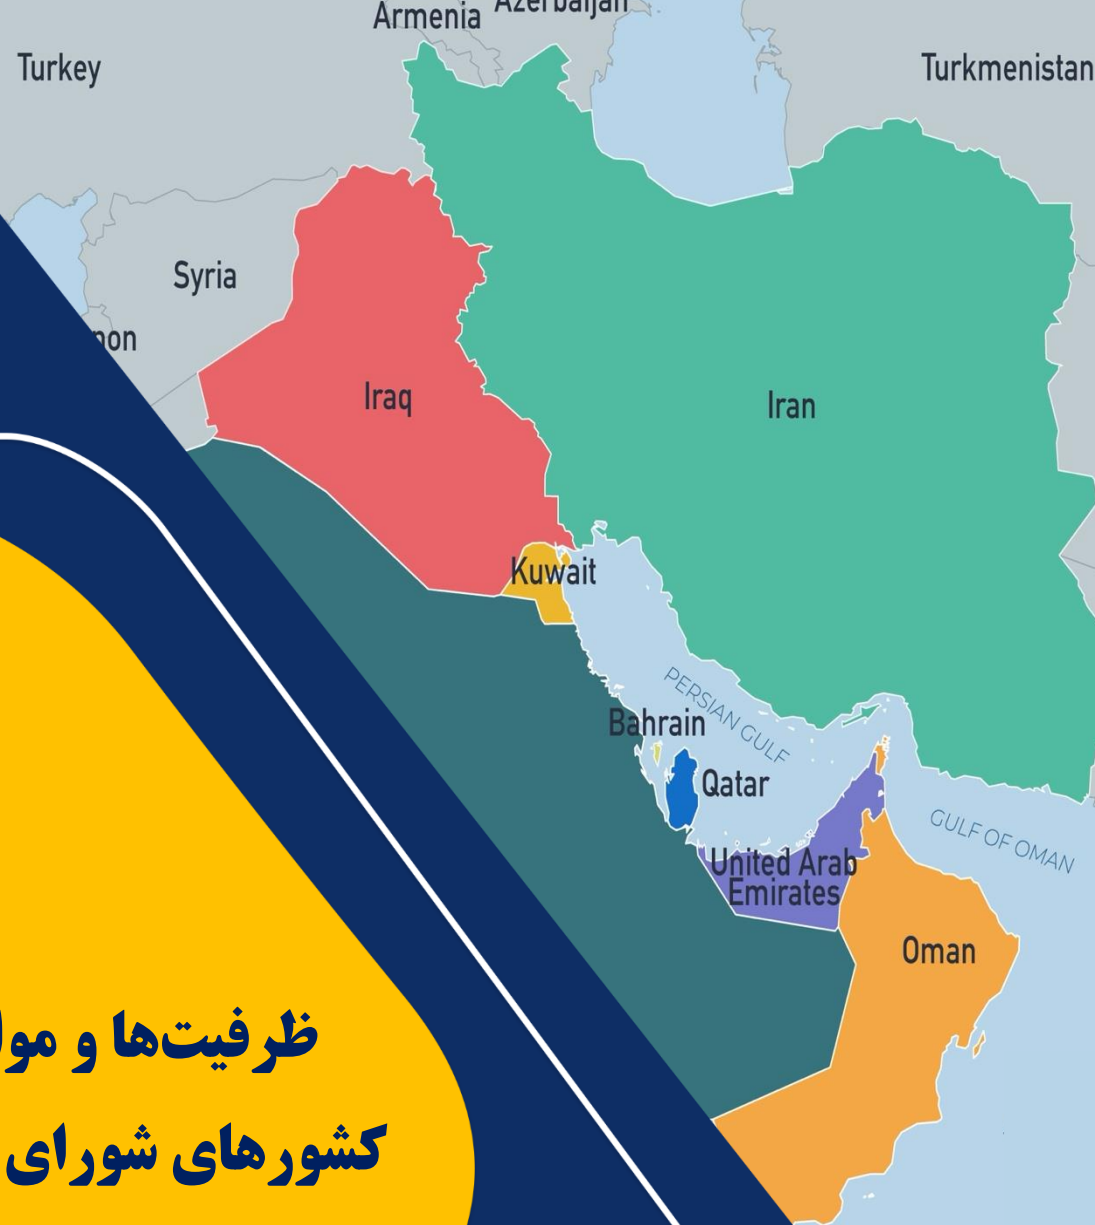 Armenia
Azerbaijan
Turkey
Turkmenistan
Syria
non
Iraq
Iran
Kuwait
PERSIAN GULF
Bahrain
Qatar
GULF OF OMAN
United Arab
Emirates
Oman
ظرفیت‌ها و
کشورهای شورای